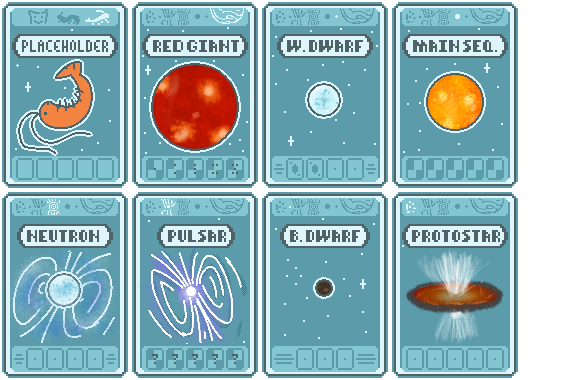 PLACEHOLDER
RED GIANT
W. DWARF
MAIN SEQ.
NEUTRON
PULSAR
B. DWARF
PROTOSTAR
? ? ? ? ?